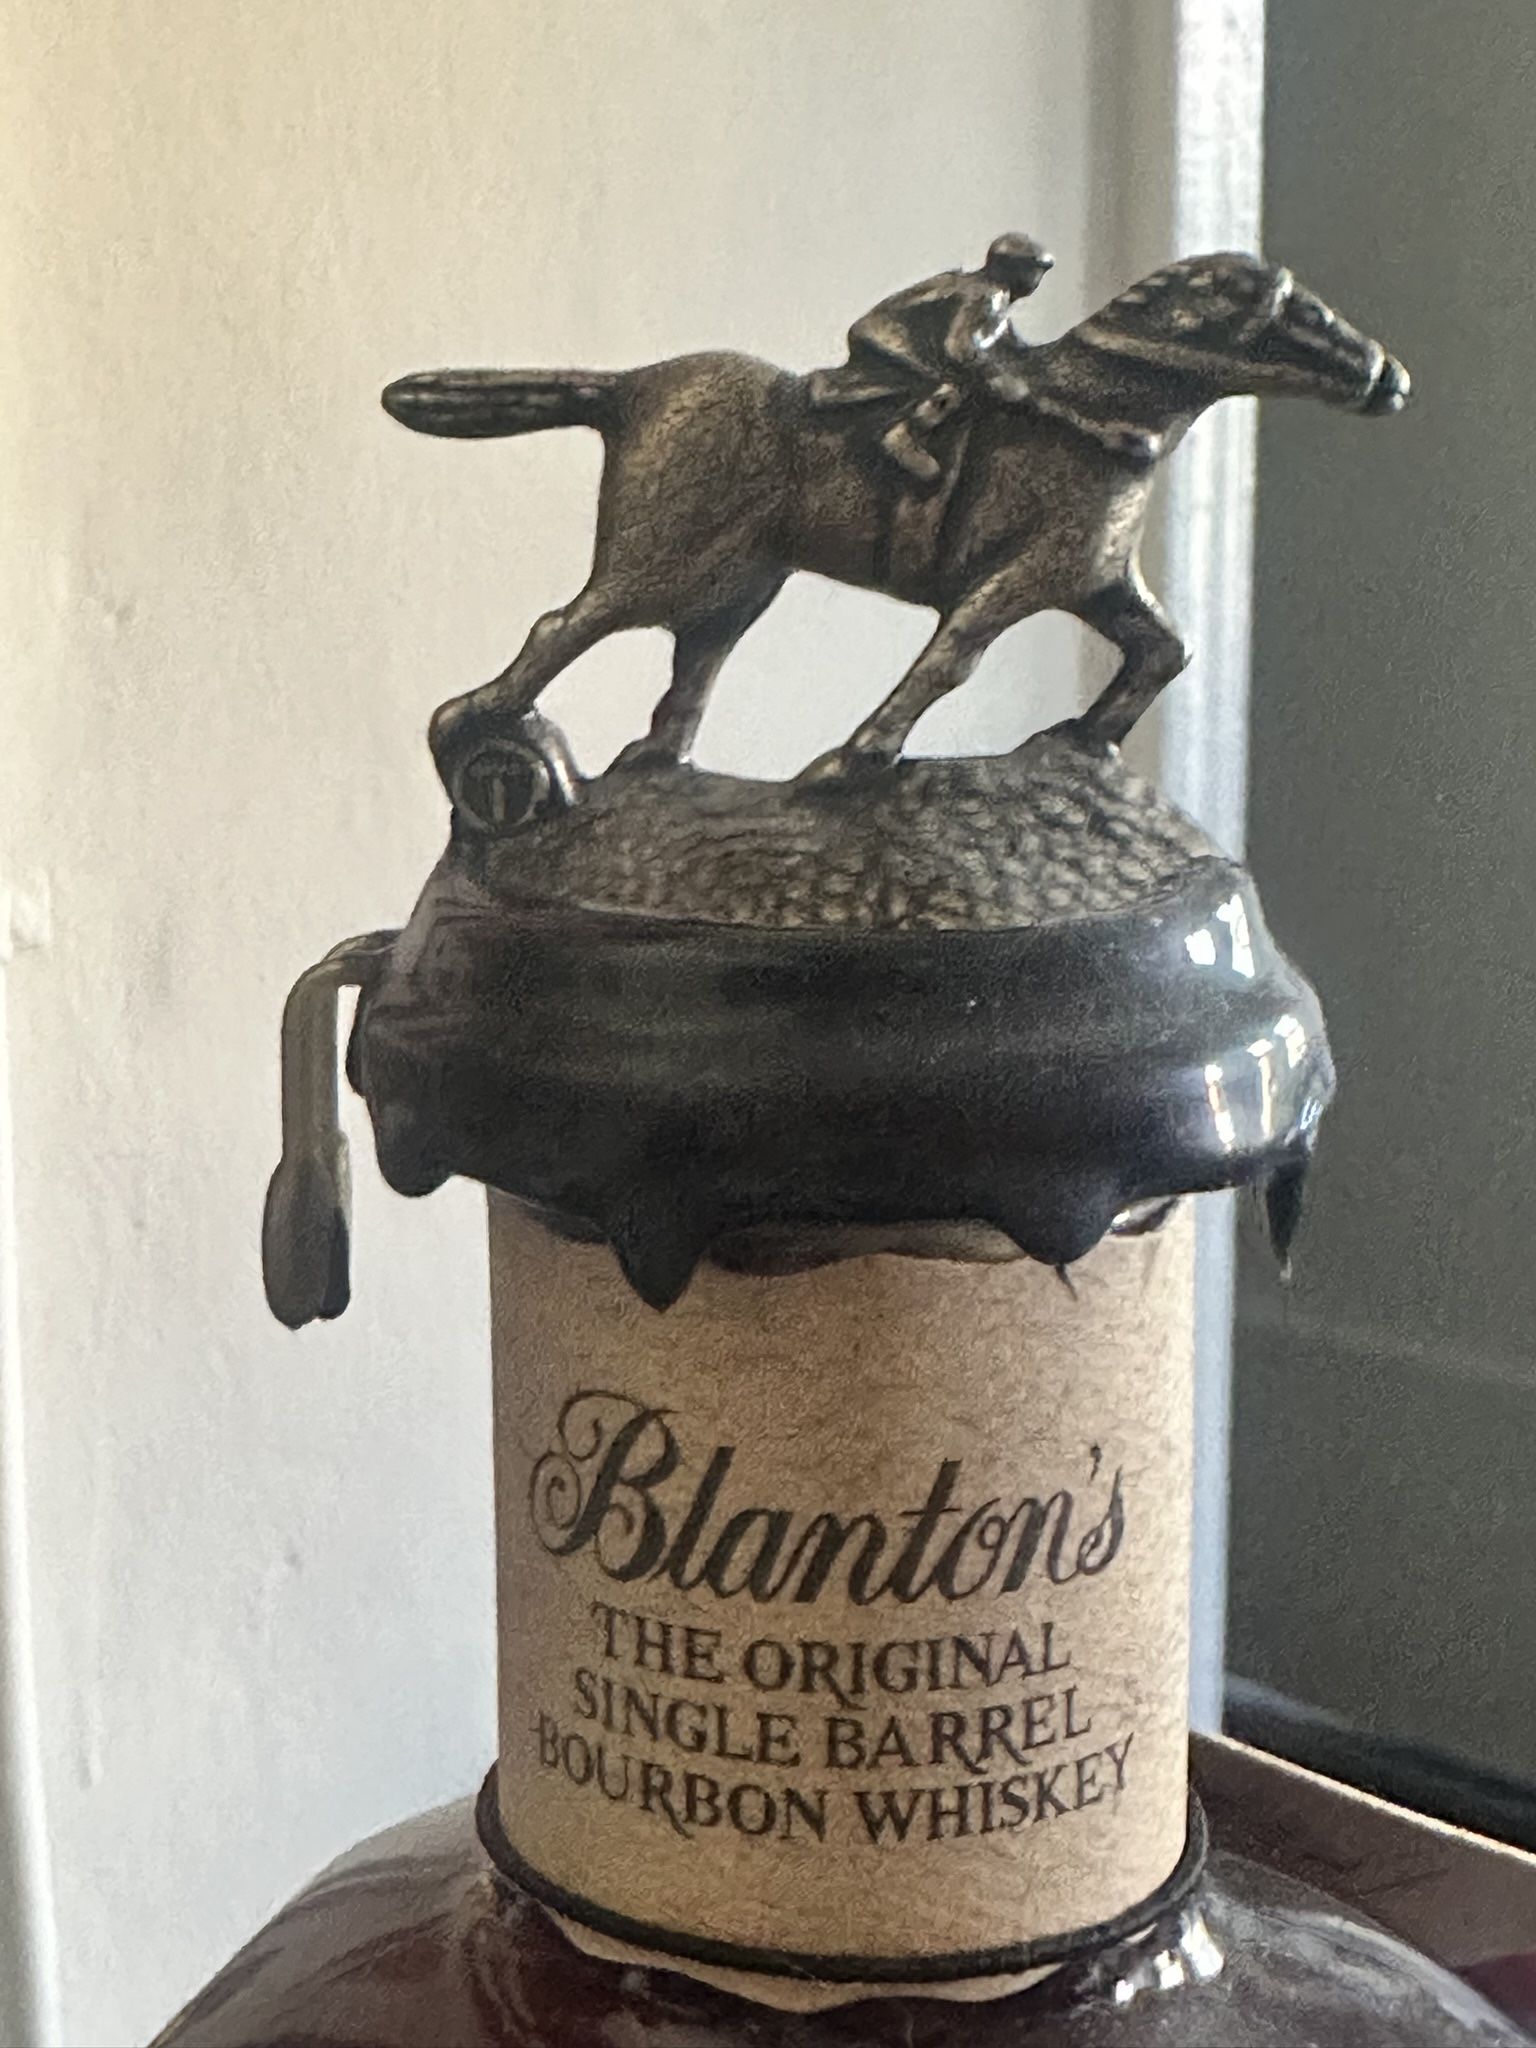 T
Blanton's
THE ORIGINAL
SINGLE BARREL
BOURBON WHISKEY